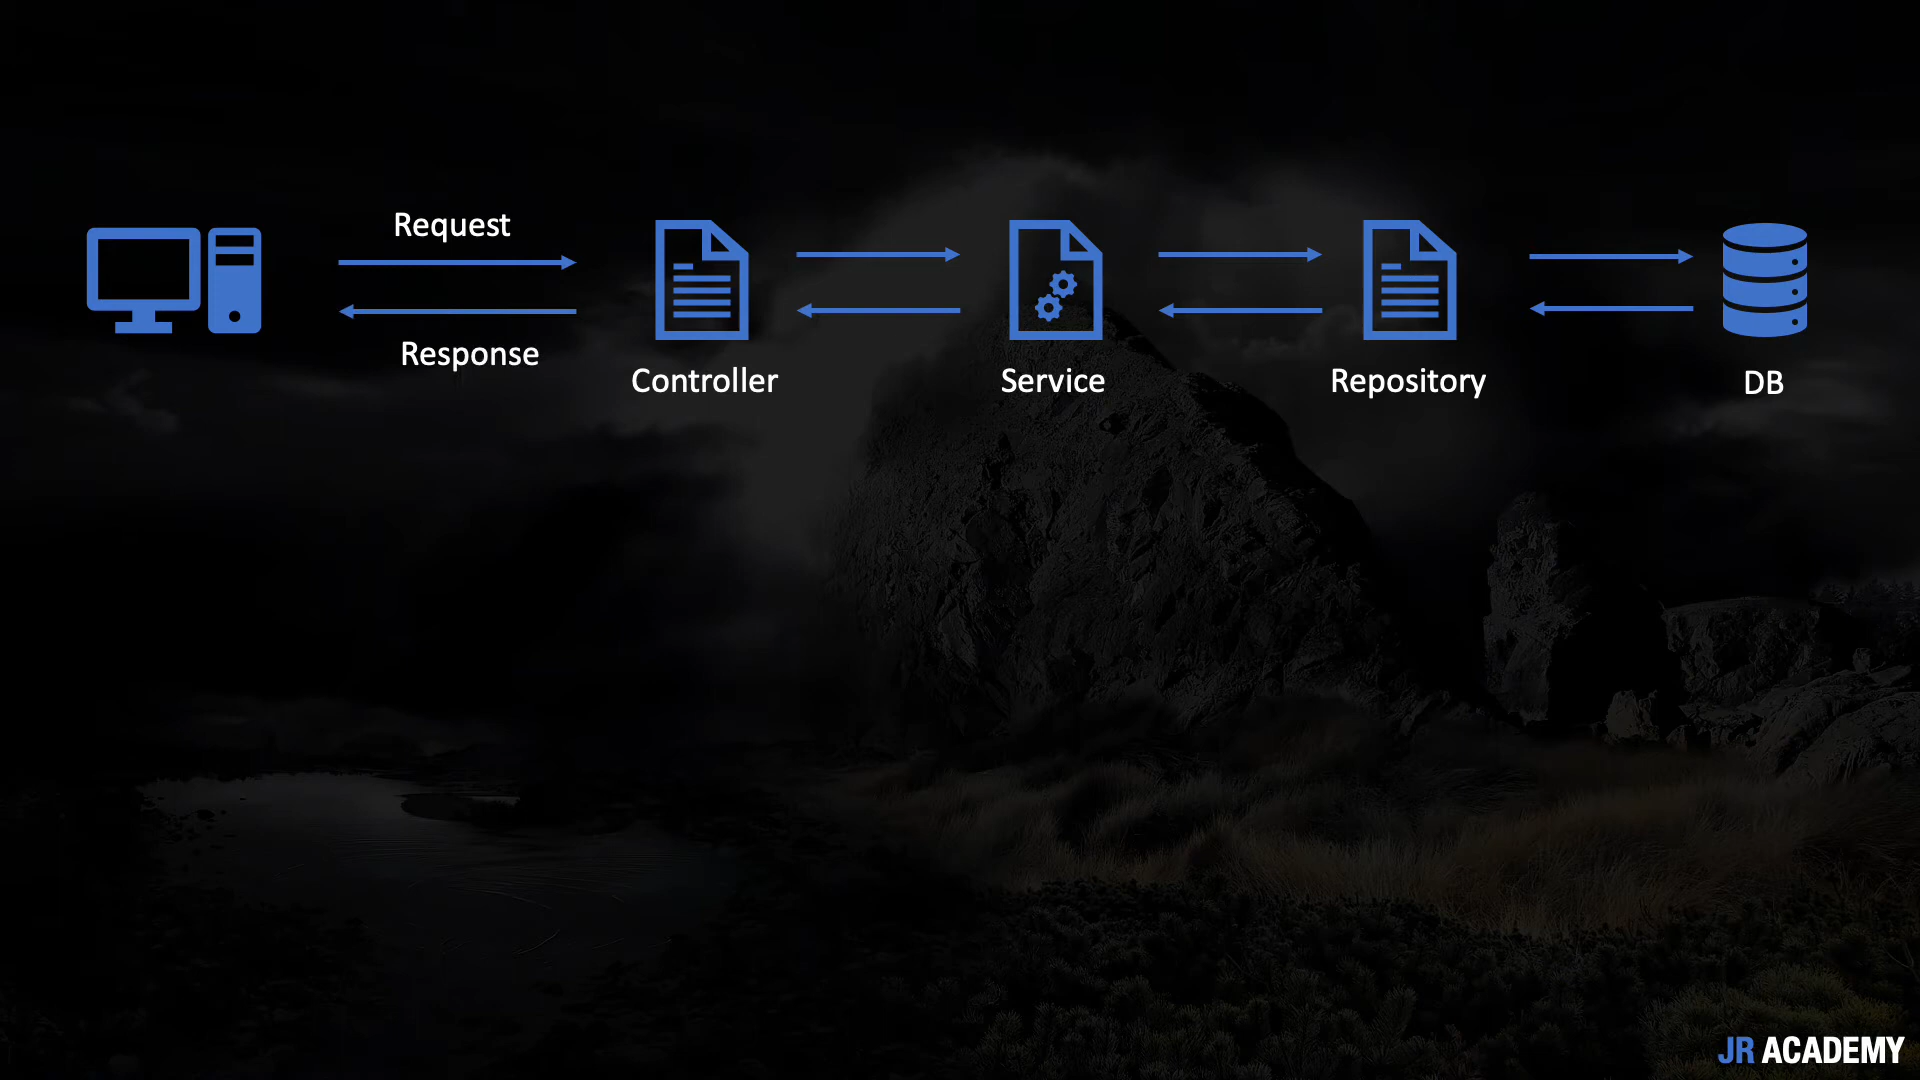 Request
Response
Controller
Service
Repository
DB
JR ACADEMY